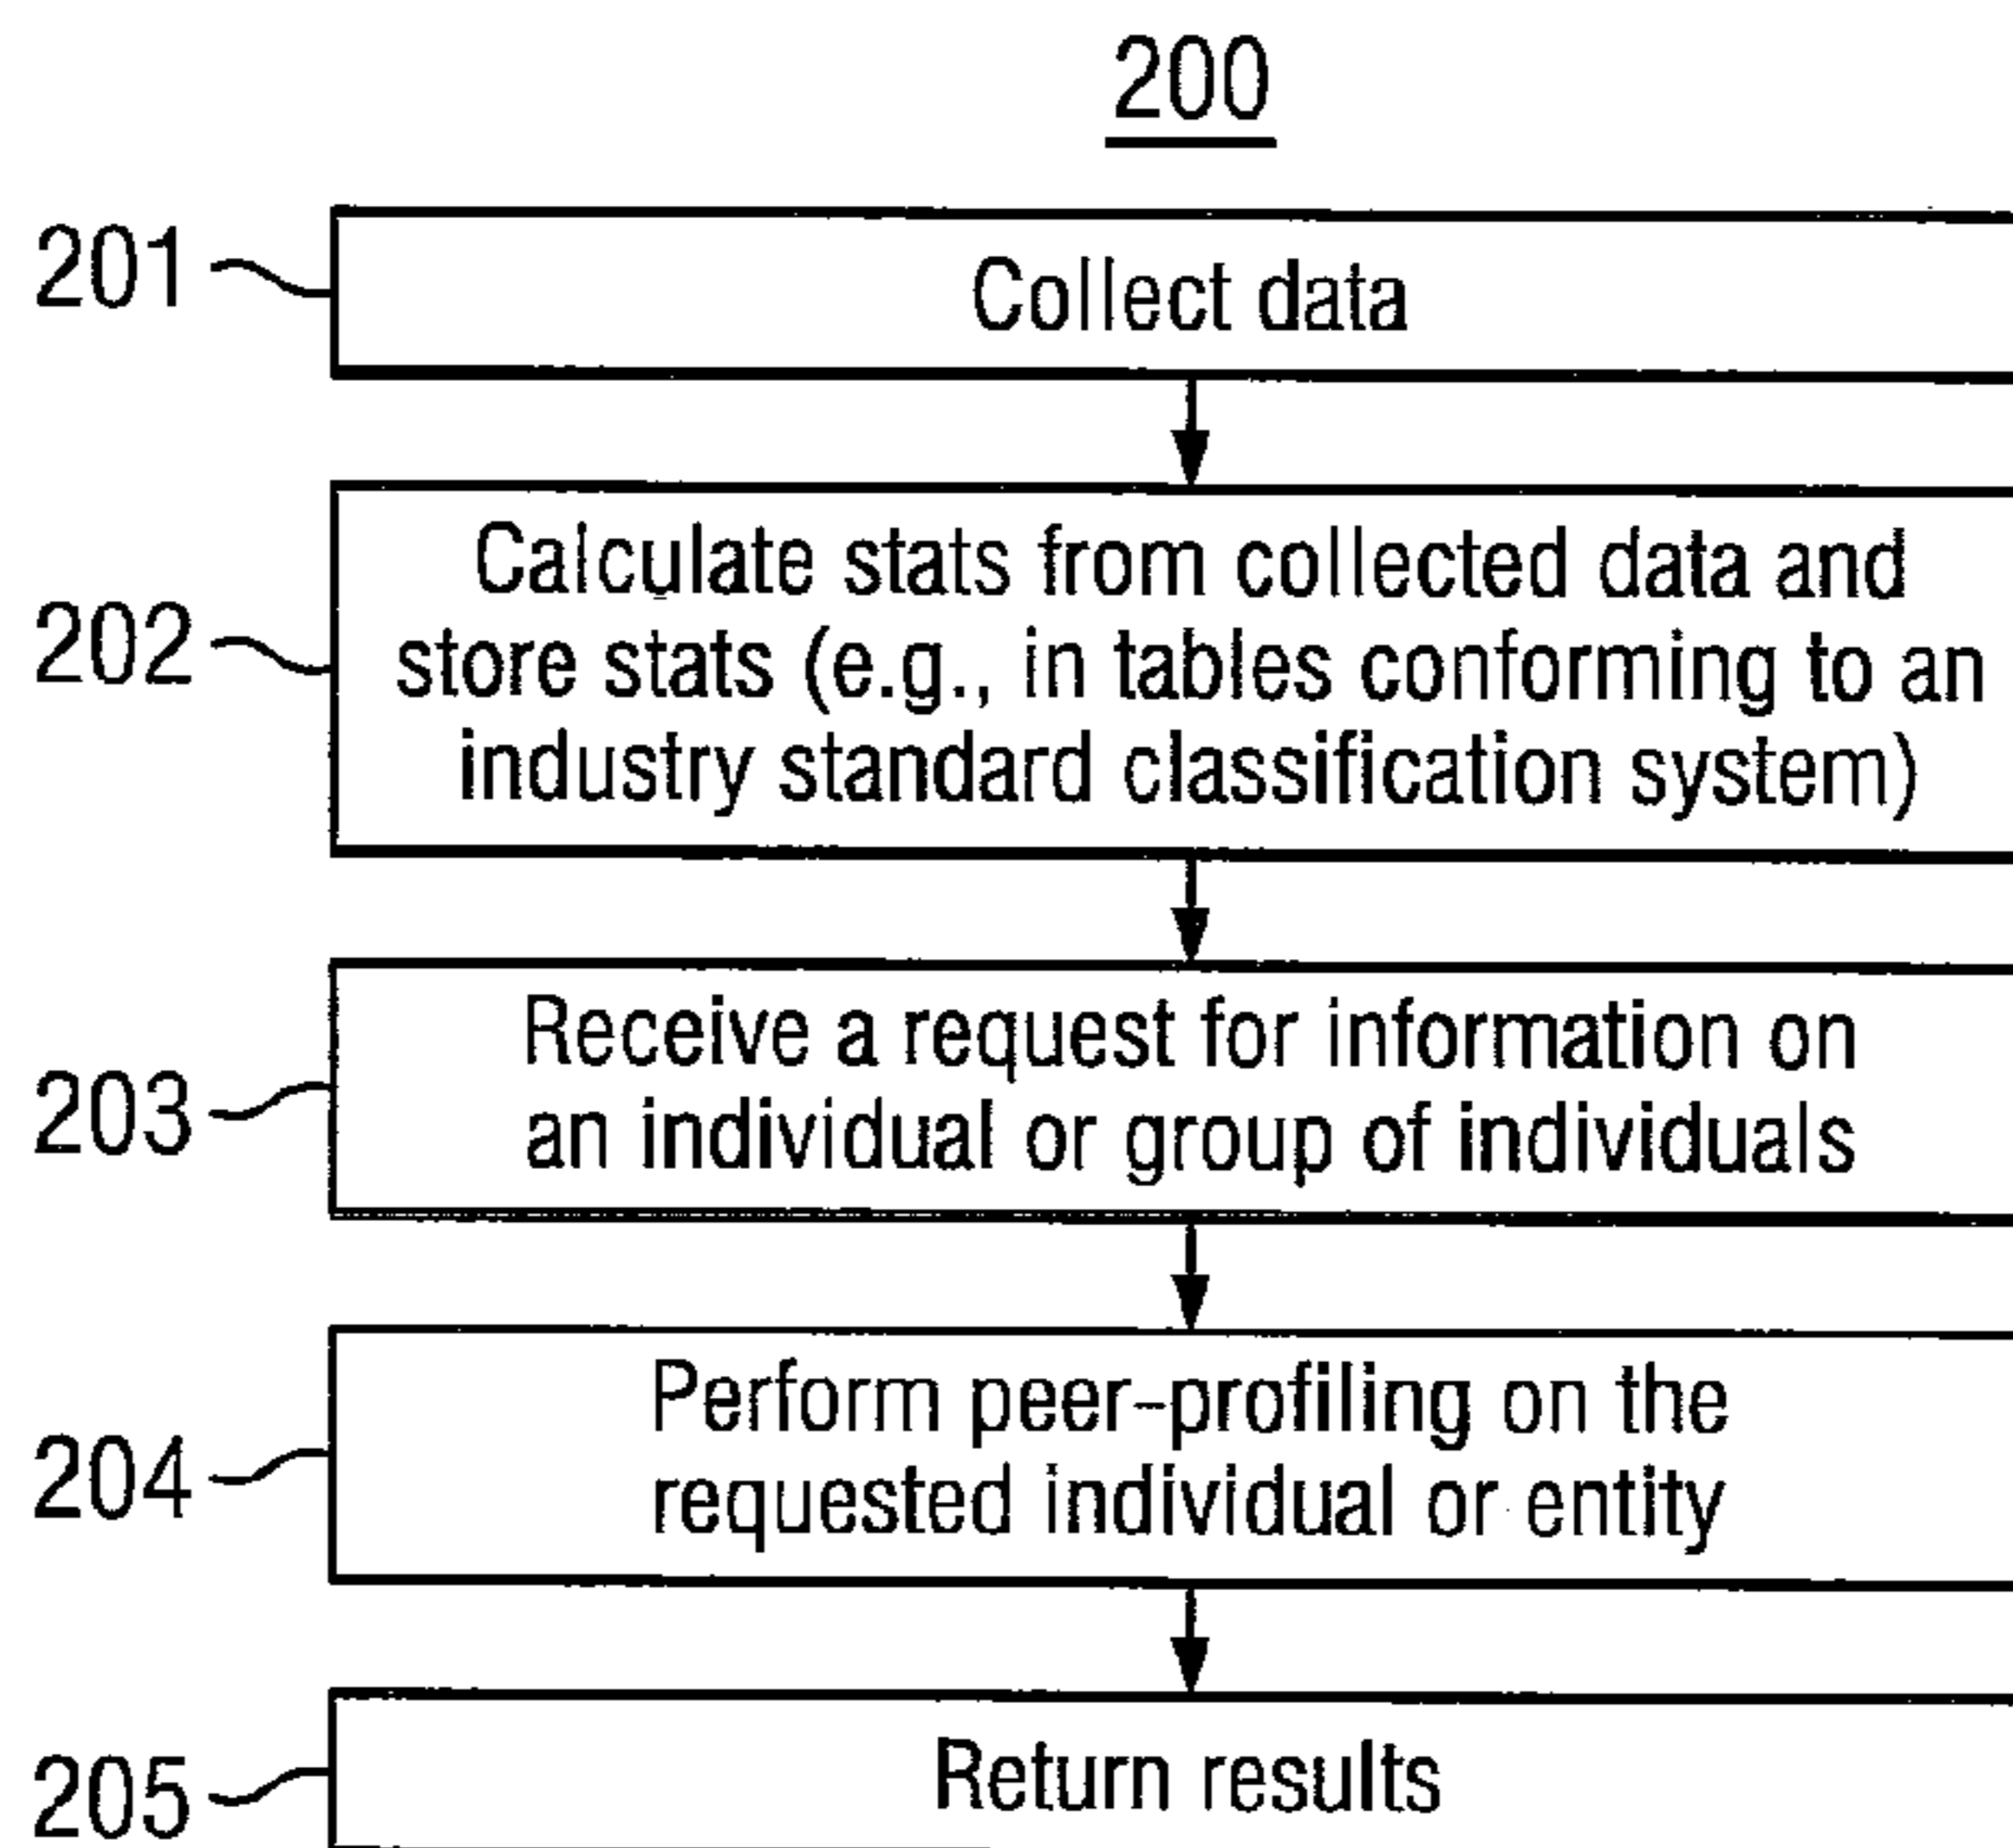 200
201
Collect data
202
Calculate stats from collected data and
store stats (e.g., in tables conforming to an
industry standard classification system)
203
Receive a request for information on
an individual or group of individuals
204
Perform peer-profiling on the
requested individual or entity
205
Return results